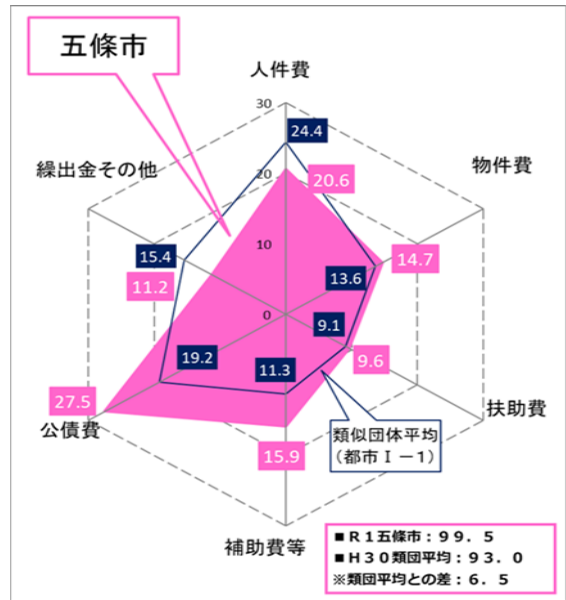 五條市
人件費
30
24.4
20
20.6
物件費
繰出金その他
10
15.4
14.7
11.2
13.6
0
9.1
9.6
19.2
11.3
27.5
扶助費
公債費
類似団体平均
(都市Ⅰ－1)
15.9
補助費等
■R1五條市：99.5
■H30類団平均：93.0
※類団平均との差：6.5